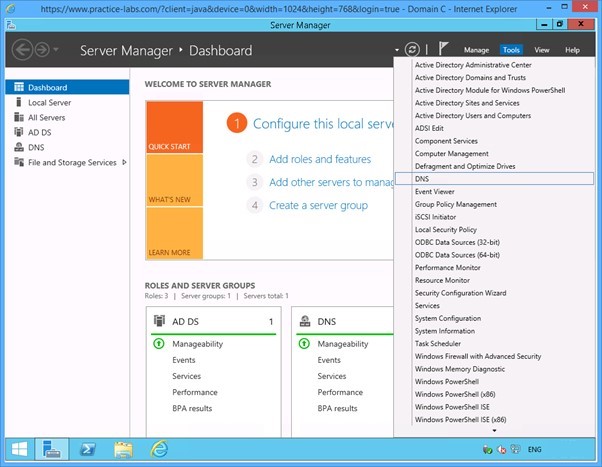 https://www.practice-labs.com/?client=java&device=0&width=1024&height=768&login=true - Domain C - Internet Explorer
Server Manager
Server Manager ‣ Dashboard
Manage Tools View Help
Dashboard
Local Server
All Servers
AD DS
DNS
File and Storage Services
WELCOME TO SERVER MANAGER
QUICK START
WHAT'S NEW
LEARN MORE
1 Configure this local serve
2 Add roles and features
3 Add other servers to manag
4 Create a server group
ROLES AND SERVER GROUPS
Roles: 3 | Server groups: 1 | Servers total: 1
AD DS 1
Manageability
Events
Services
Performance
BPA results
DNS
Manageability
Events
Services
Performance
BPA results
Active Directory Administrative Center
Active Directory Domains and Trusts
Active Directory Module for Windows PowerShell
Active Directory Sites and Services
Active Directory Users and Computers
ADSI Edit
Component Services
Computer Management
Defragment and Optimize Drives
DNS
Event Viewer
Group Policy Management
iSCSI Initiator
Local Security Policy
ODBC Data Sources (32-bit)
ODBC Data Sources (64-bit)
Performance Monitor
Resource Monitor
Security Configuration Wizard
Services
System Configuration
System Information
Task Scheduler
Windows Firewall with Advanced Security
Windows Memory Diagnostic
Windows PowerShell
Windows PowerShell (x86)
Windows PowerShell ISE
Windows PowerShell ISE (x86)
ENG